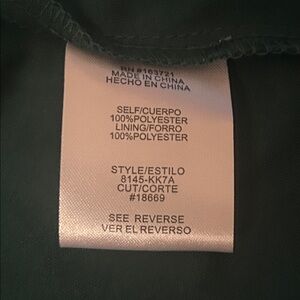 RN #163721
MADE IN CHINA
HECHO EN CHINA
SELF/CUERPO
100%POLYESTER
LINING/FORRO
100%POLYESTER
STYLE/ESTILO
8145-KK7A
CUT/CORTE
#18669
SEE REVERSE
VER EL REVERSO